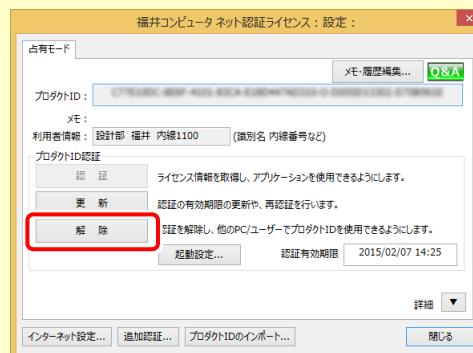 福井コンピュータ ネット認証ライセンス：設定：
占有モード
メモ・履歴編集... Q&A
プロダクトID：
メモ：
利用者情報： 設計部 福井 内線1100 (識別名 内線番号など)
プロダクトID認証
認 証 ライセンス情報を取得し、アプリケーションを使用できるようにします。
更 新 認証の有効期限の更新や、再認証を行います。
解 除 認証を解除し、他のPC/ユーザーでプロダクトIDを使用できるようにします。
起動設定... 認証有効期限 2015/02/07 14:25
詳細 ▼
インターネット設定... 追加認証... プロダクトIDのインポート... 閉じる